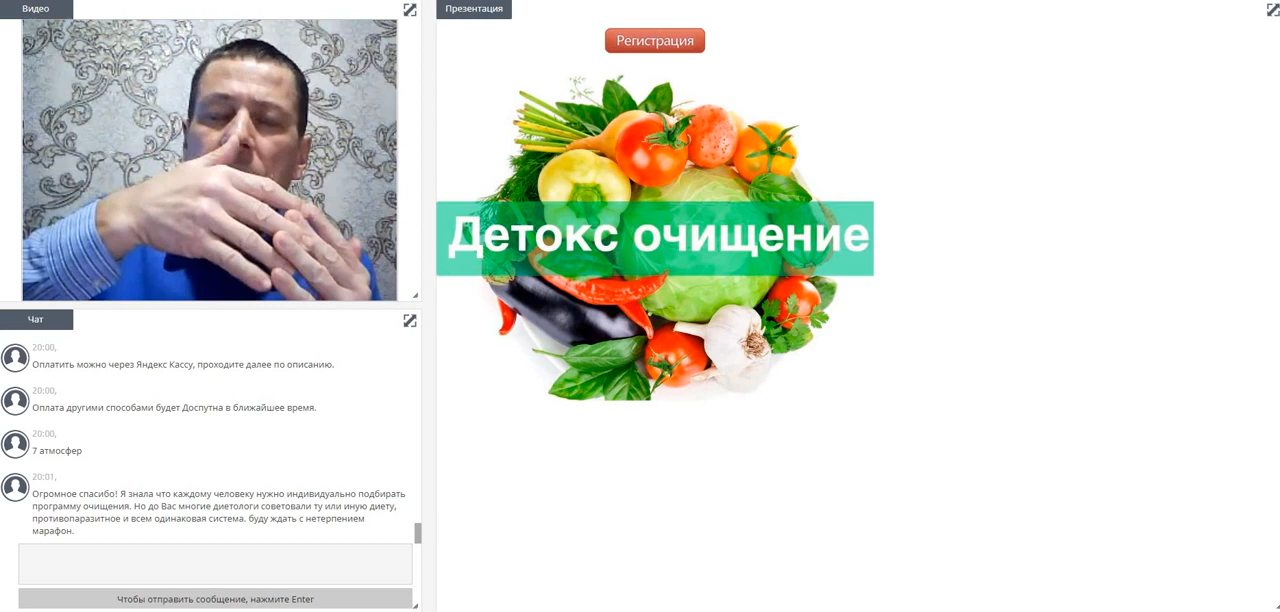 Видео
Чат
20:00,
Оплатить можно через Яндекс Кассу, проходите далее по описанию.
20:00,
Оплата другими способами будет Доспутна в ближайшее время.
20:00,
7 атмосфер
20:01,
Огромное спасибо! Я знала что каждому человеку нужно индивидуально подбирать
программу очищения. Но до Вас многие диетологи советовали ту или иную диету,
противопаразитное и всем одинаковая система. буду ждать с нетерпением
марафон.
Чтобы отправить сообщение, нажмите Enter
Презентация
Регистрация
Детокс очищение